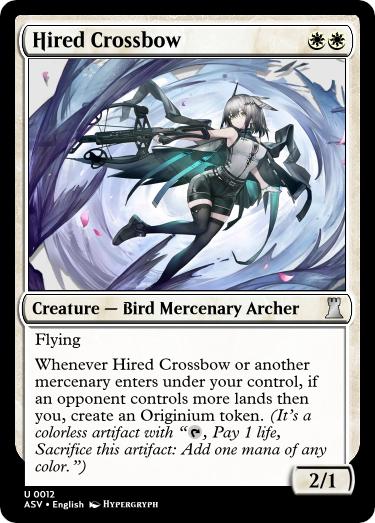 Hired Crossbow
Creature — Bird Mercenary Archer
Flying
Whenever Hired Crossbow or another
mercenary enters under your control, if
an opponent controls more lands then
you, create an Originium token. (It's a
colorless artifact with “, Pay 1 life,
Sacrifice this artifact: Add one mana of any
color.”)
2/1
U 0012
ASV • English HYPERGRYPH